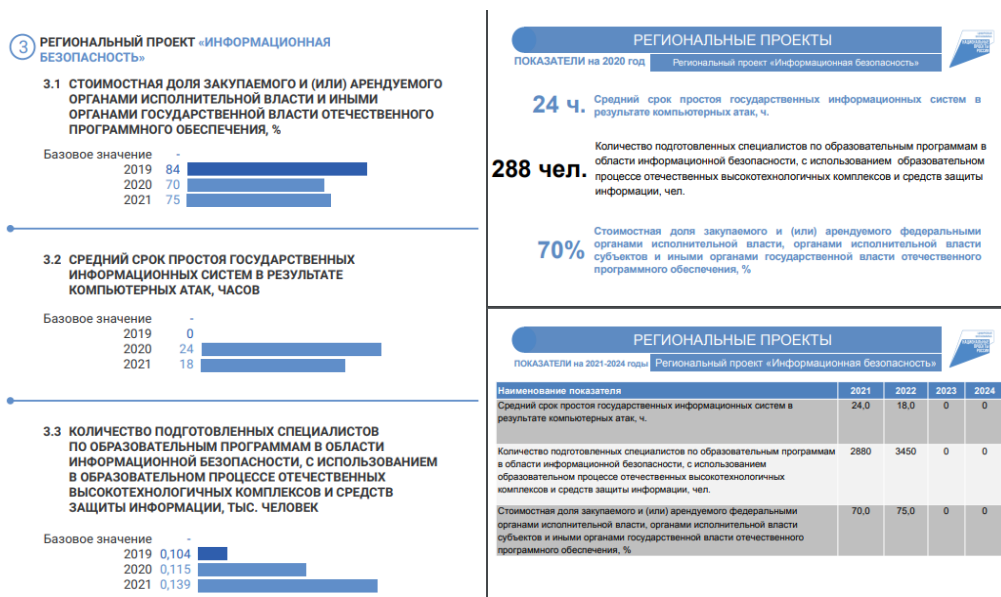 3
РЕГИОНАЛЬНЫЙ ПРОЕКТ «ИНФОРМАЦИОННАЯ
БЕЗОПАСНОСТЬ»
3.1 СТОИМОСТНАЯ ДОЛЯ ЗАКУПАЕМОГО И (ИЛИ) АРЕНДУЕМОГО
ОРГАНАМИ ИСПОЛНИТЕЛЬНОЙ ВЛАСТИ И ИНЫМИ
ОРГАНАМИ ГОСУДАРСТВЕННОЙ ВЛАСТИ ОТЕЧЕСТВЕННОГО
ПРОГРАММНОГО ОБЕСПЕЧЕНИЯ, %
Базовое значение -
2019 84
2020 70
2021 75
3.2 СРЕДНИЙ СРОК ПРОСТОЯ ГОСУДАРСТВЕННЫХ
ИНФОРМАЦИОННЫХ СИСТЕМ В РЕЗУЛЬТАТЕ
КОМПЬЮТЕРНЫХ АТАК, ЧАСОВ
Базовое значение -
2019 0
2020 24
2021 18
3.3 КОЛИЧЕСТВО ПОДГОТОВЛЕННЫХ СПЕЦИАЛИСТОВ
ПО ОБРАЗОВАТЕЛЬНЫМ ПРОГРАММАМ В ОБЛАСТИ
ИНФОРМАЦИОННОЙ БЕЗОПАСНОСТИ, С ИСПОЛЬЗОВАНИЕМ
В ОБРАЗОВАТЕЛЬНОМ ПРОЦЕССЕ ОТЕЧЕСТВЕННЫХ
ВЫСОКОТЕХНОЛОГИЧНЫХ КОМПЛЕКСОВ И СРЕДСТВ
ЗАЩИТЫ ИНФОРМАЦИИ, ТЫС. ЧЕЛОВЕК
Базовое значение -
2019 0,104
2020 0,115
2021 0,139
РЕГИОНАЛЬНЫЕ ПРОЕКТЫ
ПОКАЗАТЕЛИ на 2020 год Региональный проект «Информационная безопасность»
24 ч. Средний срок простоя государственных информационных систем в
результате компьютерных атак, ч.
288 чел.
Количество подготовленных специалистов по образовательным программам в
области информационной безопасности, с использованием образовательном
процессе отечественных высокотехнологичных комплексов и средств защиты
информации, чел.
70%
Стоимостная доля закупаемого и (или) арендуемого федеральными
органами исполнительной власти, органами исполнительной власти
субъектов и иными органами государственной власти отечественного
программного обеспечения, %
РЕГИОНАЛЬНЫЕ ПРОЕКТЫ
ПОКАЗАТЕЛИ на 2021-2024 годы Региональный проект «Информационная безопасность»
Наименование показателя 2021 2022 2023 2024
Средний срок простоя государственных информационных систем в 24,0 18,0 0 0
результате компьютерных атак, ч.
Количество подготовленных специалистов по образовательным программам 2880 3450 0 0
в области информационной безопасности, с использованием
образовательном процессе отечественных высокотехнологичных
комплексов и средств защиты информации, чел.
Стоимостная доля закупаемого и (или) арендуемого федеральными 70,0 75,0 0 0
органами исполнительной власти, органами исполнительной власти
субъектов и иными органами государственной власти отечественного
программного обеспечения, %